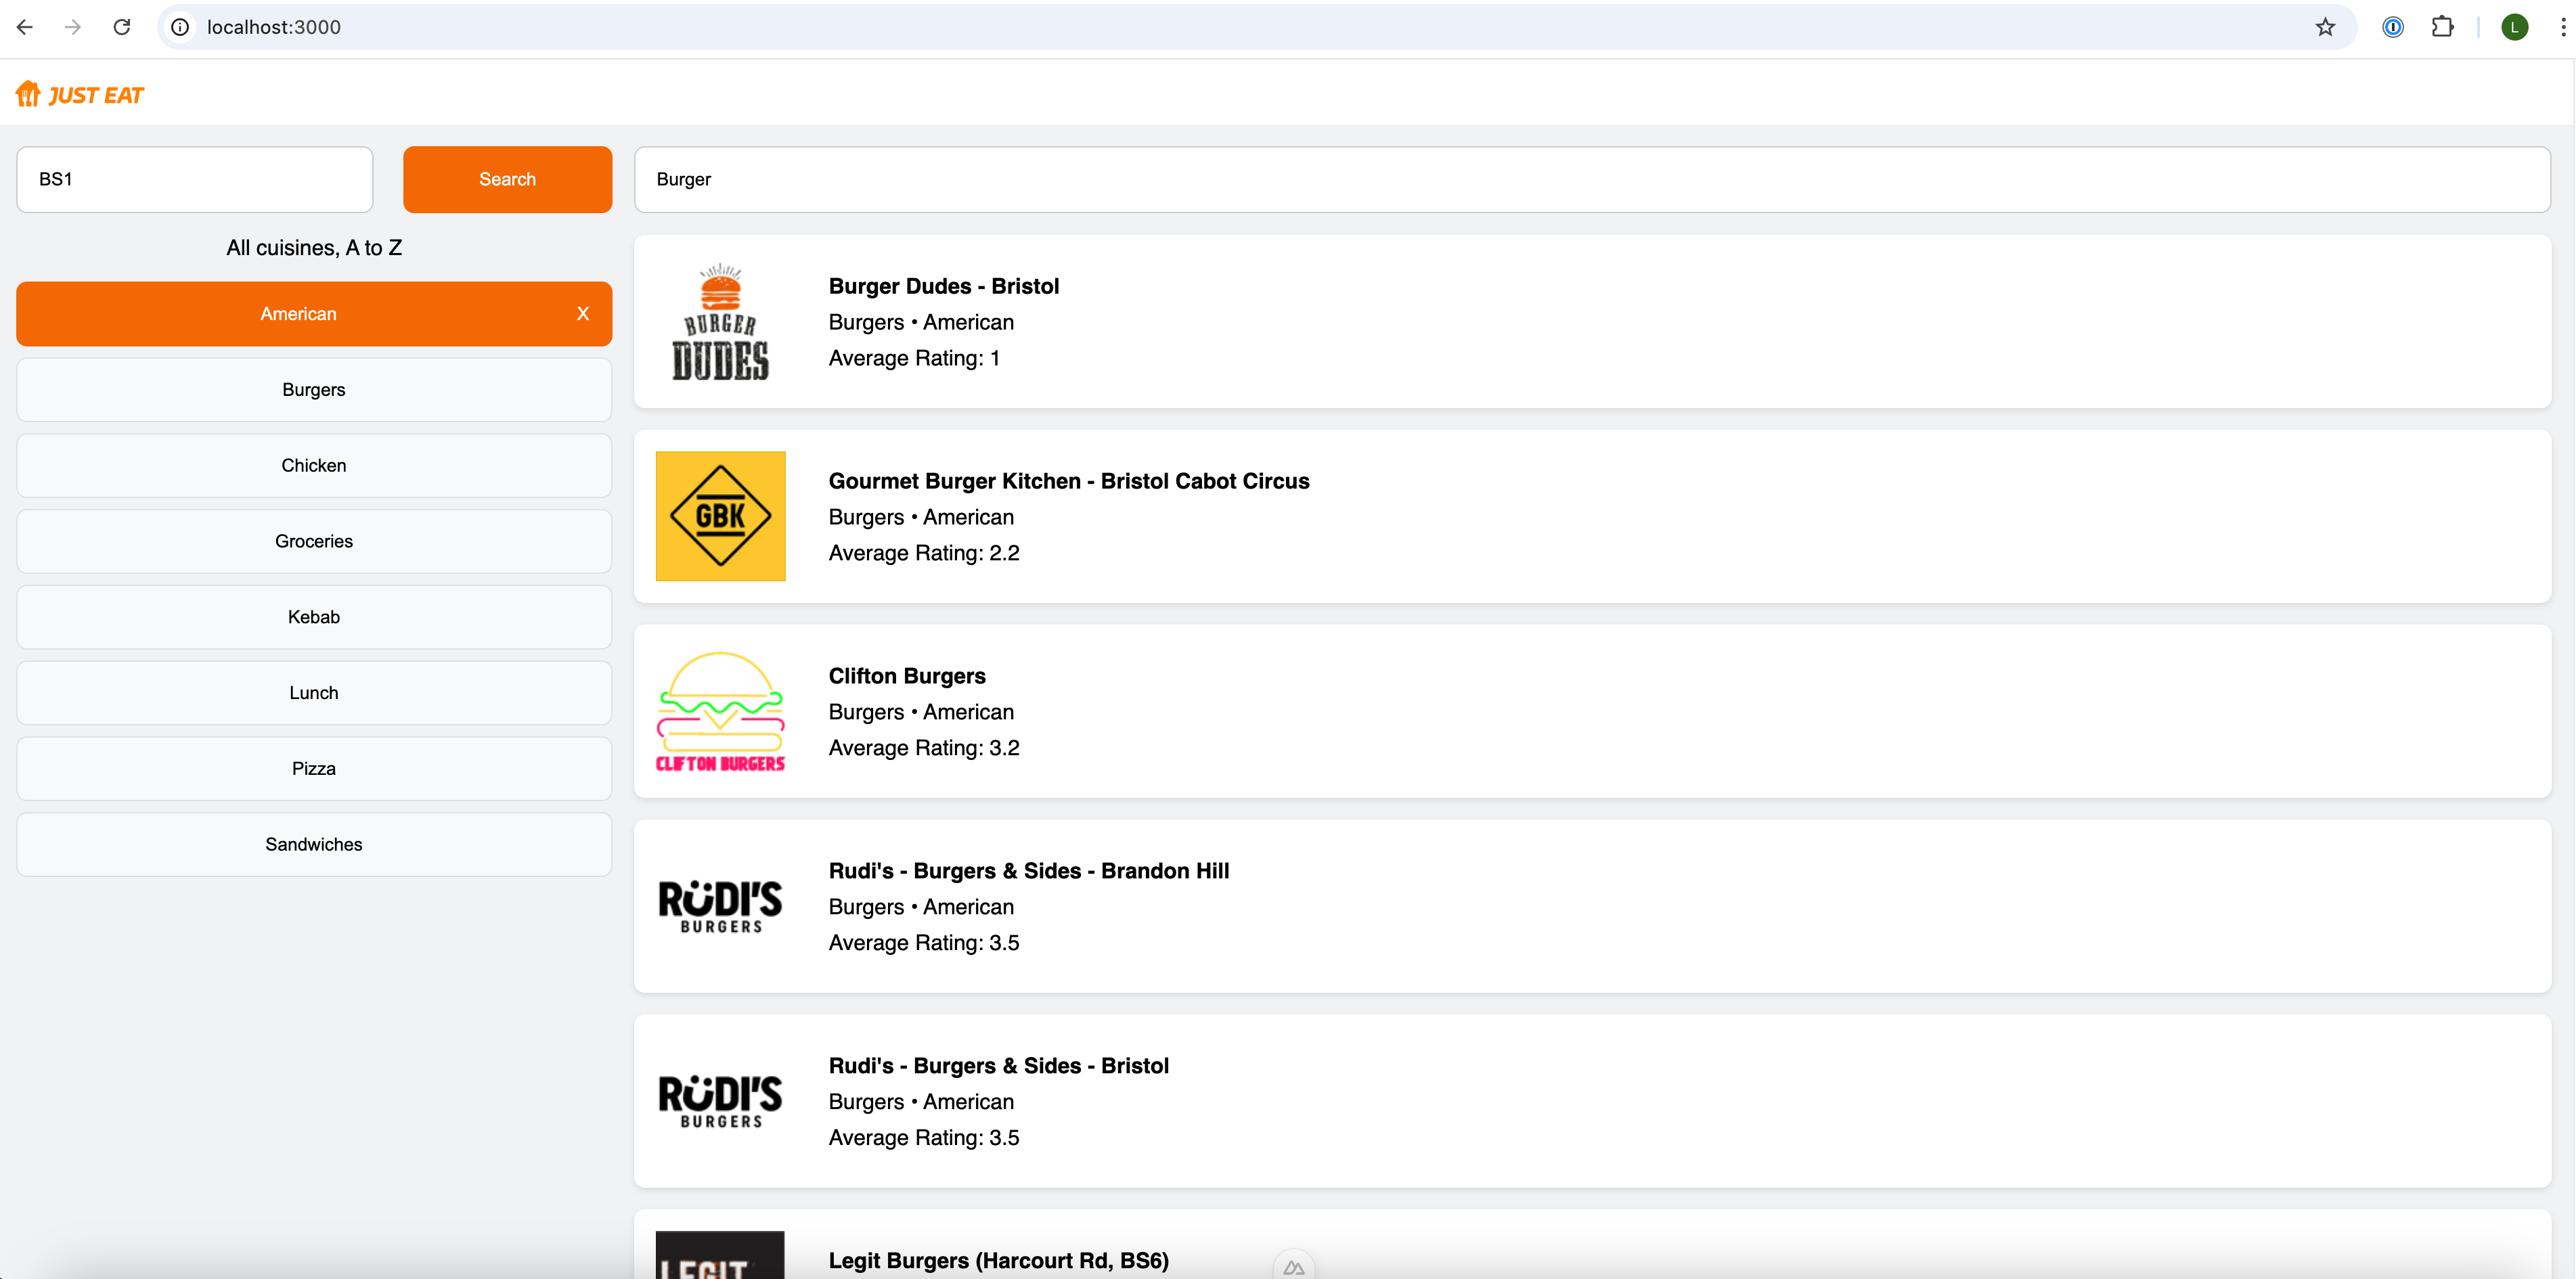 localhost:3000
L
JUST EAT
BS1
Search
Burger
All cuisines, A to Z
American X
Burgers
Chicken
Groceries
Kebab
Lunch
Pizza
Sandwiches
BURGER
DUDES
Burger Dudes - Bristol
Burgers • American
Average Rating: 1
GBK
Gourmet Burger Kitchen - Bristol Cabot Circus
Burgers • American
Average Rating: 2.2
CLIFTON BURGERS
Clifton Burgers
Burgers • American
Average Rating: 3.2
RÜDI'S
BURGERS
Rudi's - Burgers & Sides - Brandon Hill
Burgers • American
Average Rating: 3.5
RÜDI'S
BURGERS
Rudi's - Burgers & Sides - Bristol
Burgers • American
Average Rating: 3.5
LEGIT
Legit Burgers (Harcourt Rd, BS6)